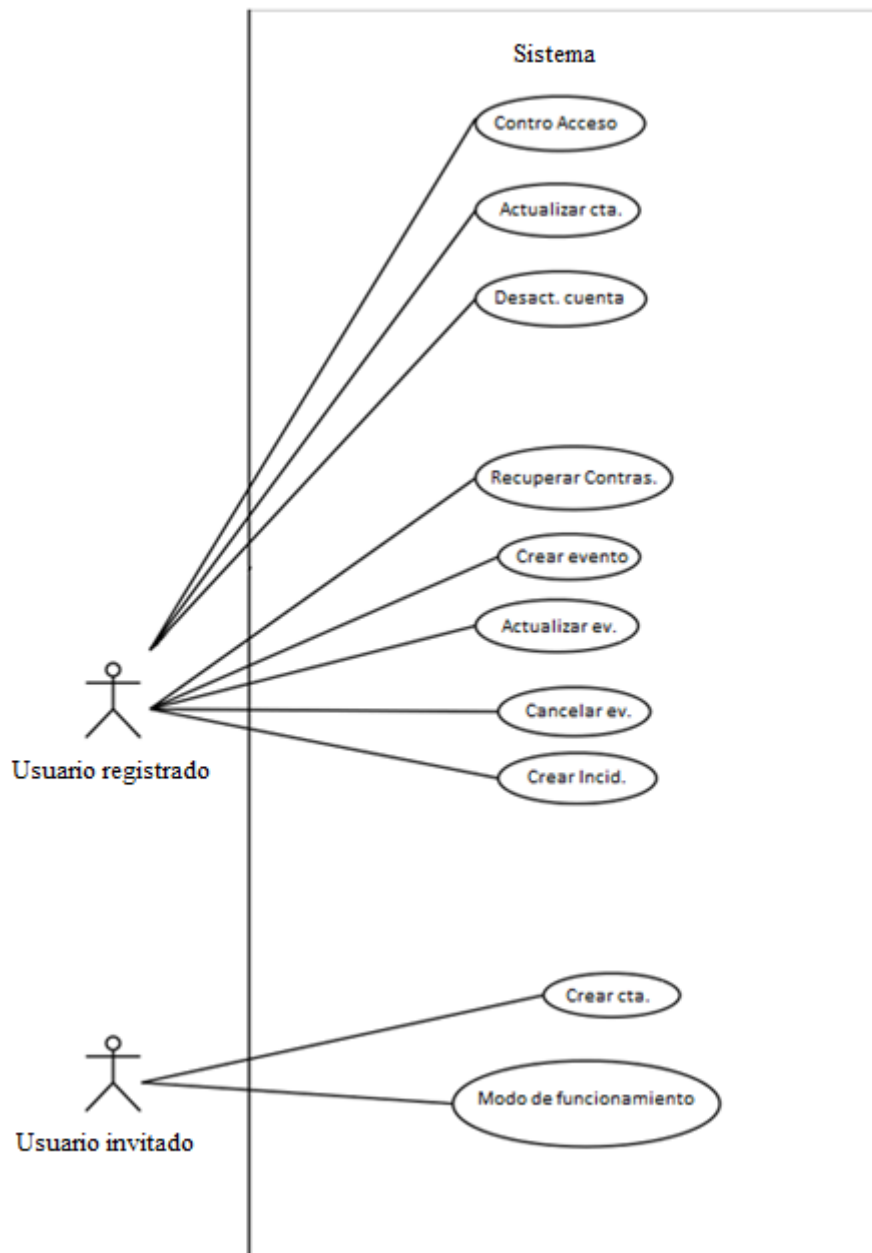 Sistema
Contro Acceso
Actualizar cta.
Desact. cuenta
Recuperar Contras.
Crear evento
Actualizar ev.
Cancelar ev.
Usuario registrado
Crear Incid.
Crear cta.
Modo de funcionamiento
Usuario invitado